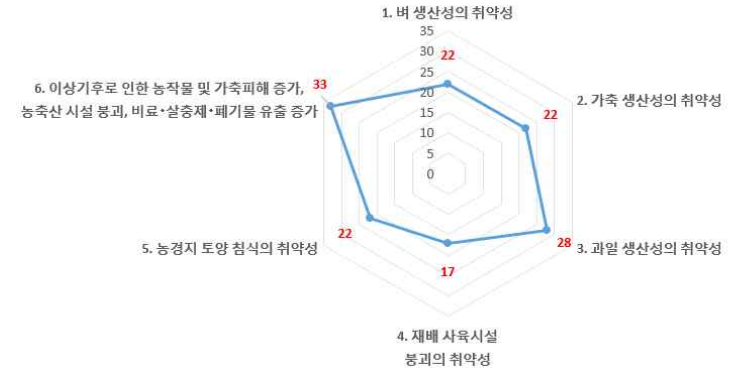 1. 벼 생산성의 취약성
35
30
25
20
15
10
5
0
22
2. 가축 생산성의 취약성
22
3. 과일 생산성의 취약성
28
4. 재배 사육시설
붕괴의 취약성
17
5. 농경지 토양 침식의 취약성
22
6. 이상기후로 인한 농작물 및 가축피해 증가,
농축산 시설 붕괴, 비료·살충제·폐기물 유출 증가
33